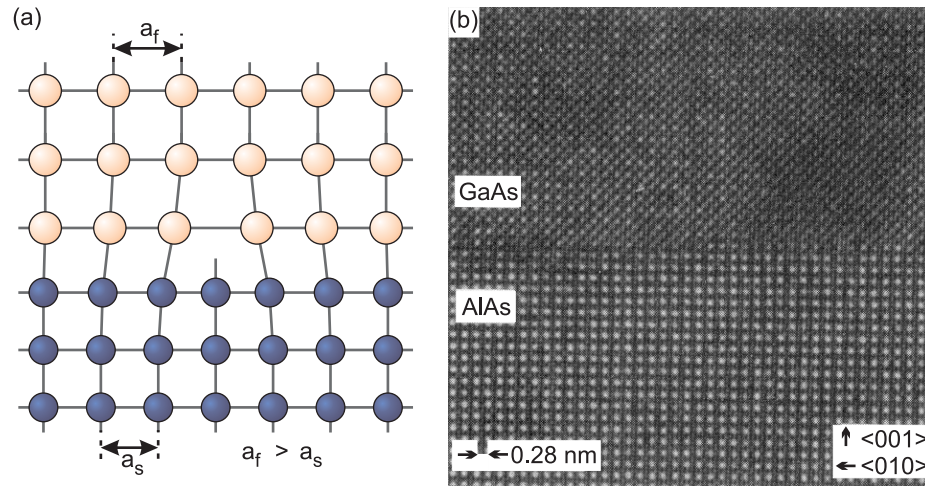 (a)
a_f
a_s
a_f > a_s
(b)
GaAs
AlAs
0.28 nm
<001>
<010>